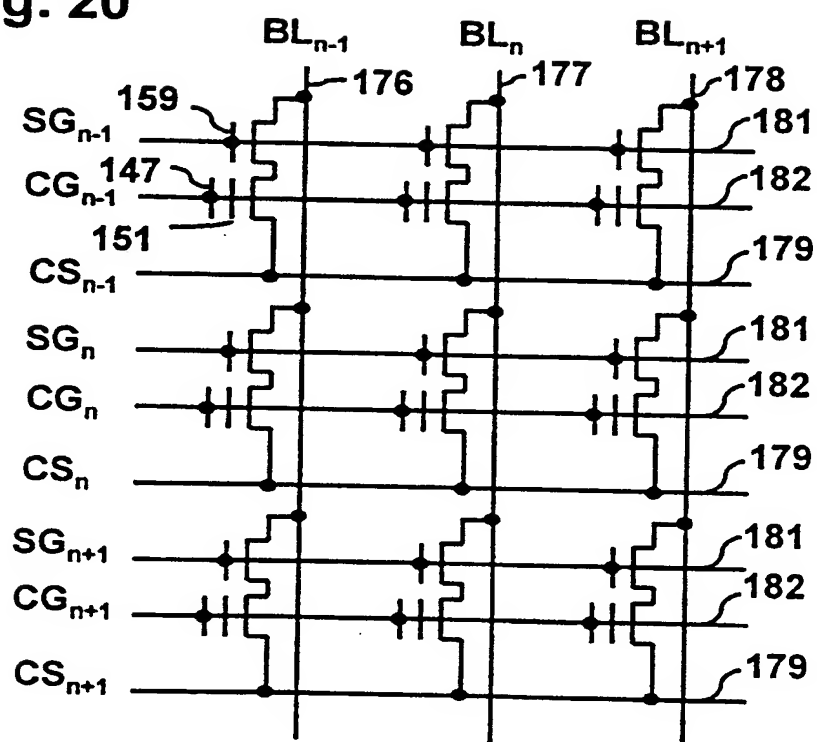 g. 20
BLn-1 BLn BLn+1
176 177 178
159
SGn-1 181
147
CGn-1 182
151
CSn-1 179
SGn 181
CGn 182
CSn 179
SGn+1 181
CGn+1 182
CSn+1 179